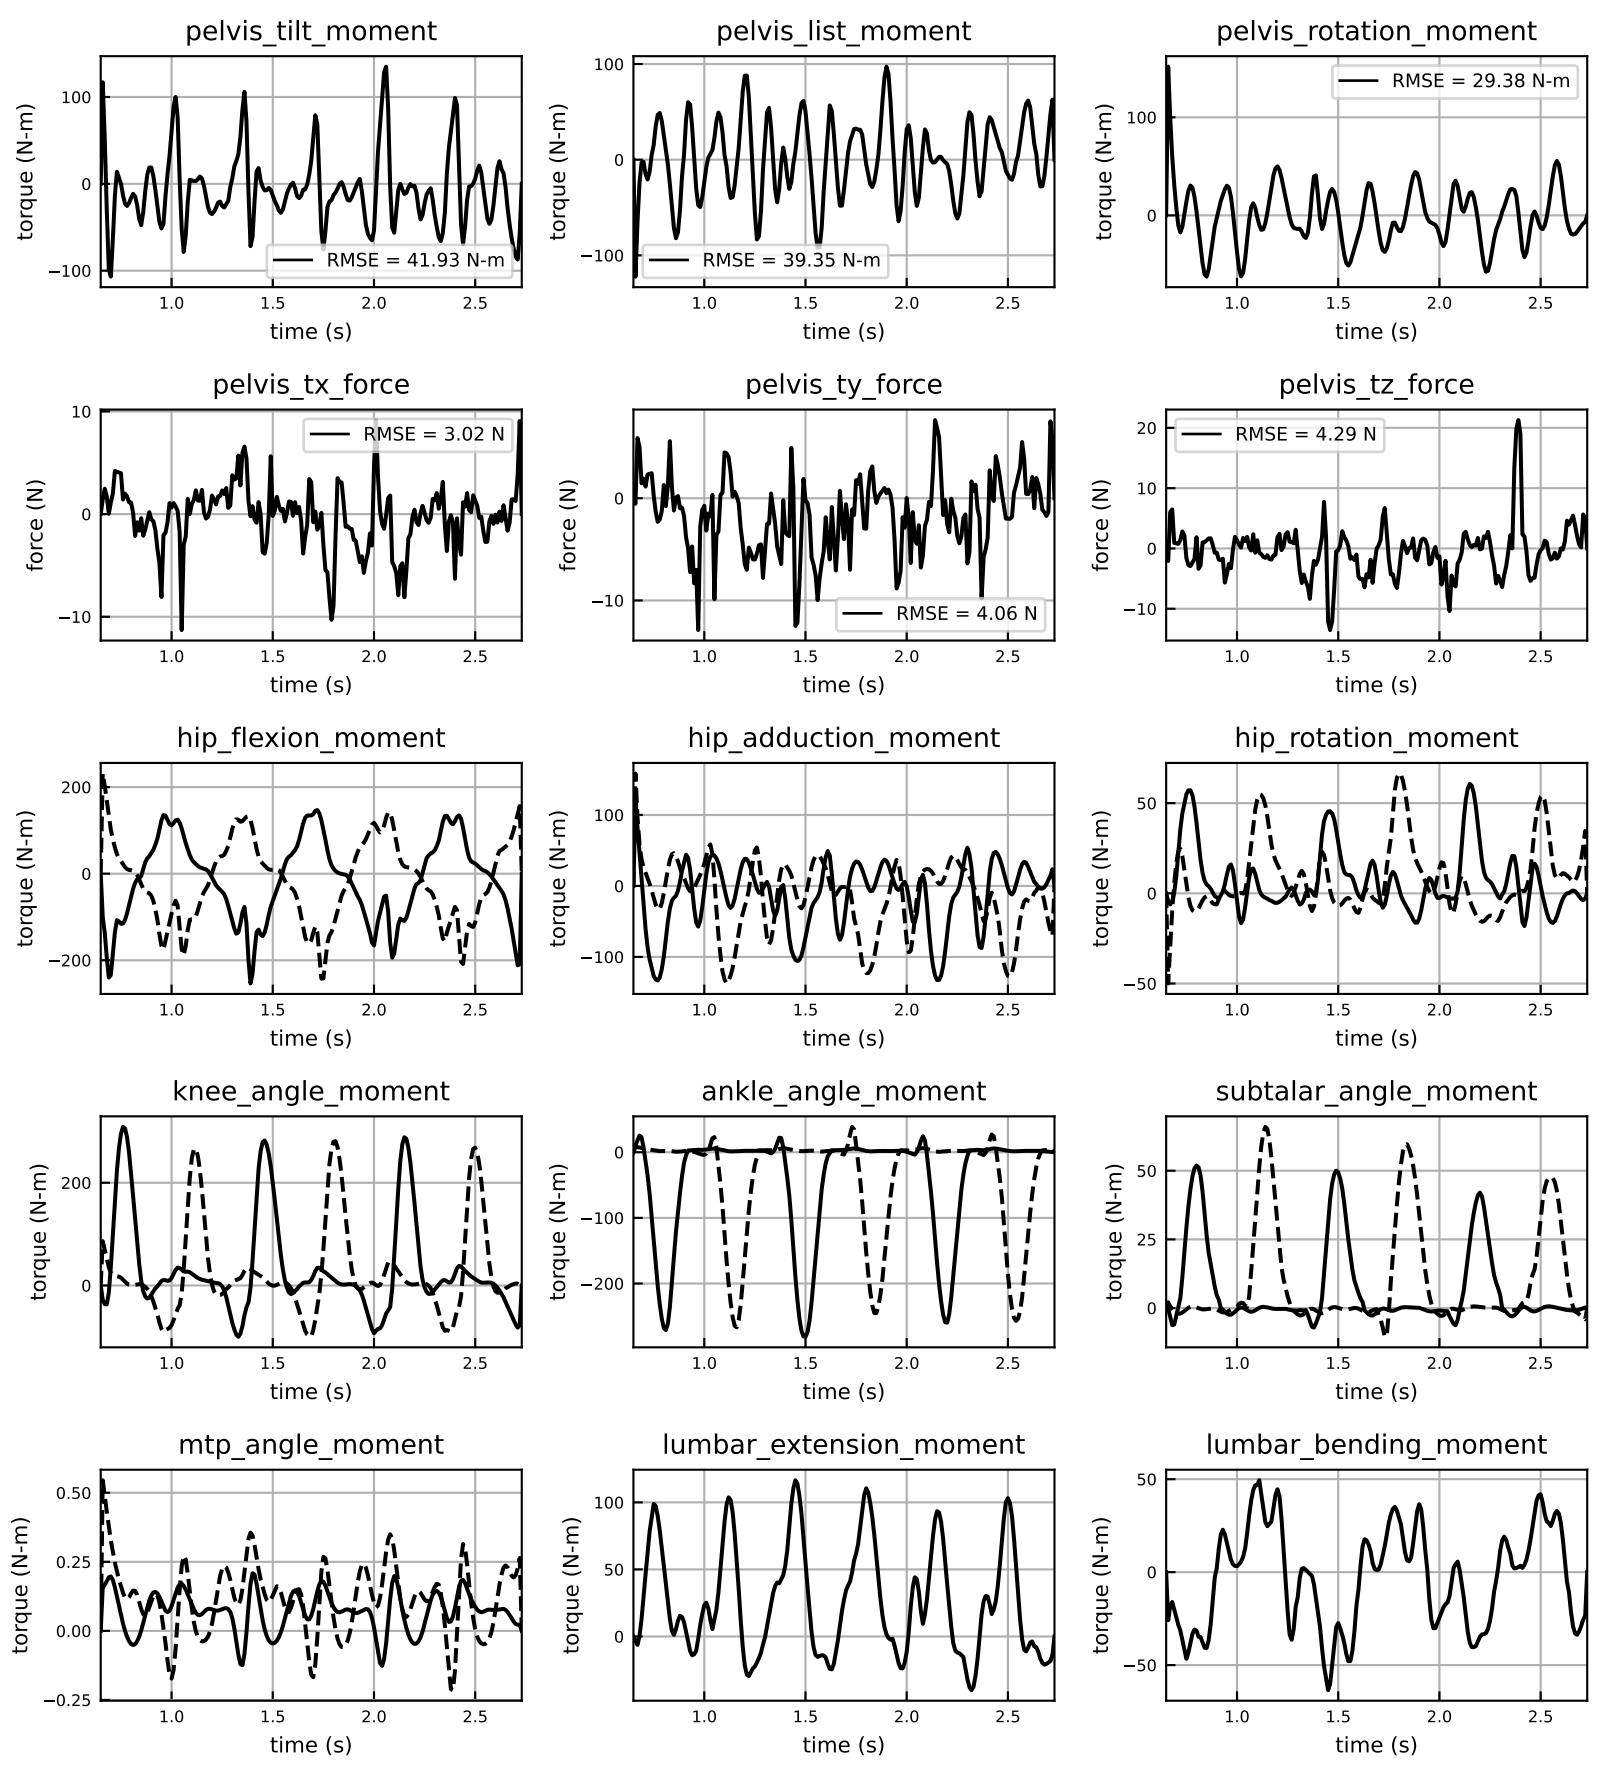 pelvis_tilt_moment
pelvis_list_moment
pelvis_rotation_moment
torque (N-m)
100
0
−100
RMSE = 41.93 N-m
1.0
1.5
2.0
2.5
time (s)
torque (N-m)
100
0
−100
RMSE = 39.35 N-m
1.0
1.5
2.0
2.5
time (s)
torque (N-m)
100
0
RMSE = 29.38 N-m
1.0
1.5
2.0
2.5
time (s)
pelvis_tx_force
pelvis_ty_force
pelvis_tz_force
force (N)
10
0
−10
RMSE = 3.02 N
1.0
1.5
2.0
2.5
time (s)
force (N)
0
−10
RMSE = 4.06 N
1.0
1.5
2.0
2.5
time (s)
force (N)
20
10
0
−10
RMSE = 4.29 N
1.0
1.5
2.0
2.5
time (s)
hip_flexion_moment
hip_adduction_moment
hip_rotation_moment
torque (N-m)
200
0
−200
1.0
1.5
2.0
2.5
time (s)
torque (N-m)
100
0
−100
1.0
1.5
2.0
2.5
time (s)
torque (N-m)
50
0
−50
1.0
1.5
2.0
2.5
time (s)
knee_angle_moment
ankle_angle_moment
subtalar_angle_moment
torque (N-m)
200
0
1.0
1.5
2.0
2.5
time (s)
torque (N-m)
0
−100
−200
1.0
1.5
2.0
2.5
time (s)
torque (N-m)
50
25
0
1.0
1.5
2.0
2.5
time (s)
mtp_angle_moment
lumbar_extension_moment
lumbar_bending_moment
torque (N-m)
0.50
0.25
0.00
−0.25
1.0
1.5
2.0
2.5
time (s)
torque (N-m)
100
50
0
1.0
1.5
2.0
2.5
time (s)
torque (N-m)
50
0
−50
1.0
1.5
2.0
2.5
time (s)